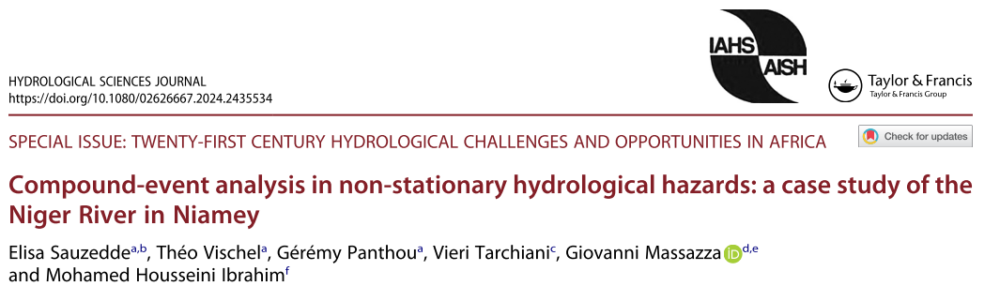 IAHS
AISH
HYDROLOGICAL SCIENCES JOURNAL
https://doi.org/10.1080/02626667.2024.2435534
Taylor & Francis
Taylor & Francis Group
SPECIAL ISSUE: TWENTY-FIRST CENTURY HYDROLOGICAL CHALLENGES AND OPPORTUNITIES IN AFRICA
Check for updates
Compound-event analysis in non-stationary hydrological hazards: a case study of the
Niger River in Niamey
Elisa Sauzedde a,b, Théo Vischel a, Gérémy Panthou a, Vieri Tarchiani c, Giovanni Massazza iD d,e
and Mohamed Housseini Ibrahim f